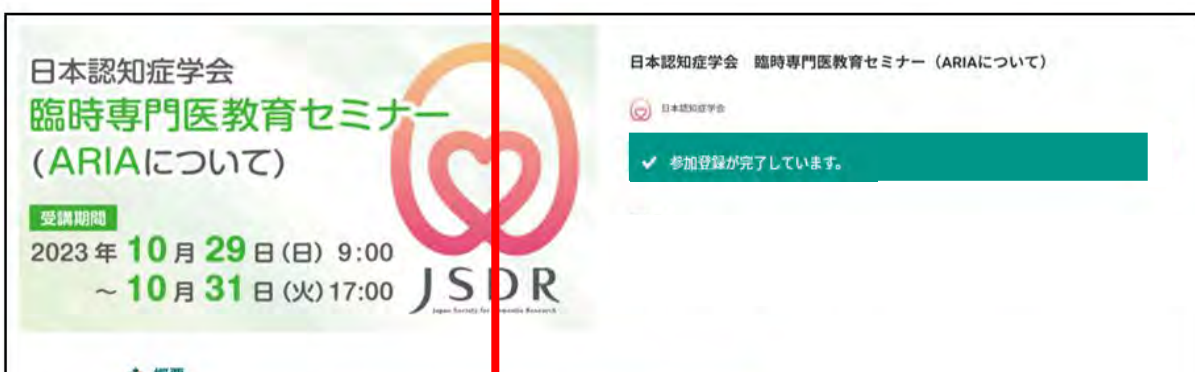 日本認知症学会
臨時専門医教育セミナー
(ARIAについて)
受講期間
2023年 10月 29日(日) 9:00
～10月 31日(火)17:00
JSDR
Japan Society for Dementia Research
日本認知症学会 臨時専門医教育セミナー（ARIAについて）
日本認知症学会
✔ 参加登録が完了しています。